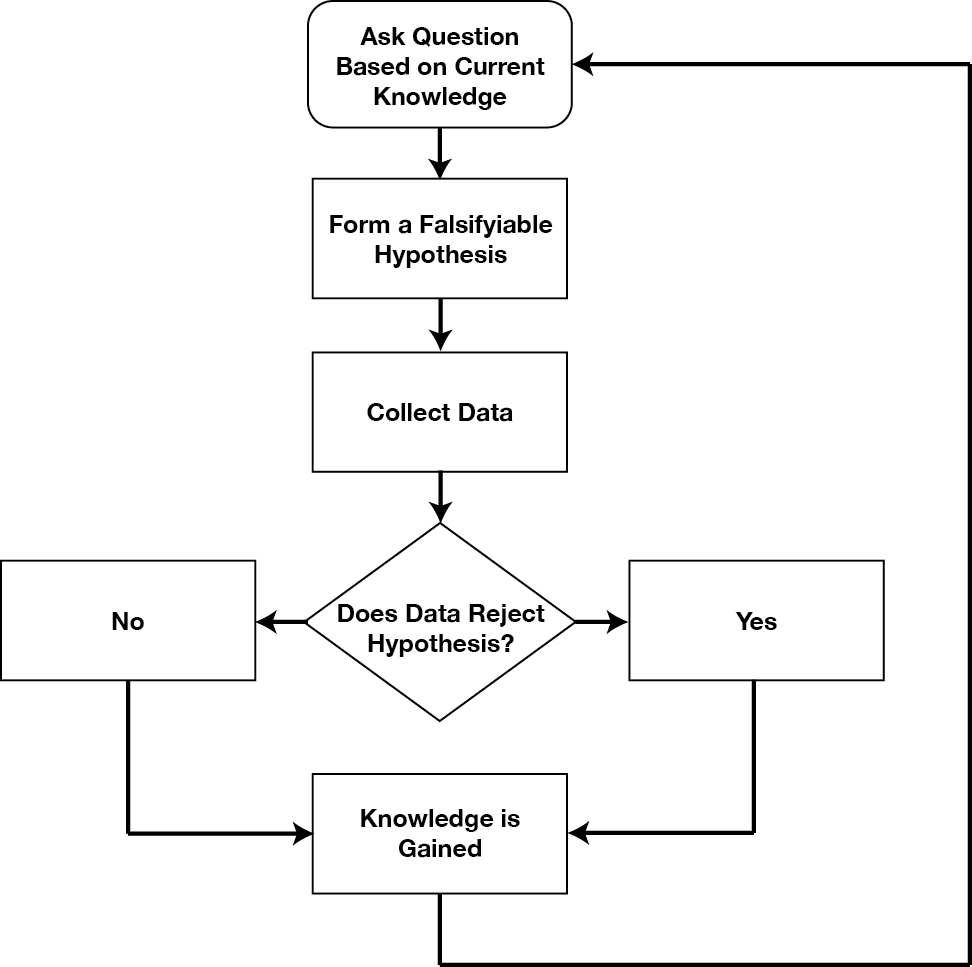 Ask Question
Based on Current
Knowledge
Form a Falsifyiable
Hypothesis
Collect Data
Does Data Reject
Hypothesis?
No
Yes
Knowledge is
Gained